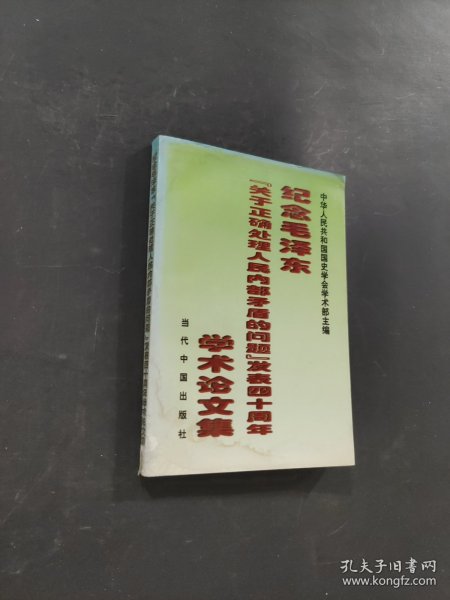 中华人民共和国国史学会学术部主编
纪念毛泽东
『关于正确处理人民内部矛盾的问题』发表四十周年
学术论文集
当代中国出版社
孔夫子旧书网
www.kongfz.com